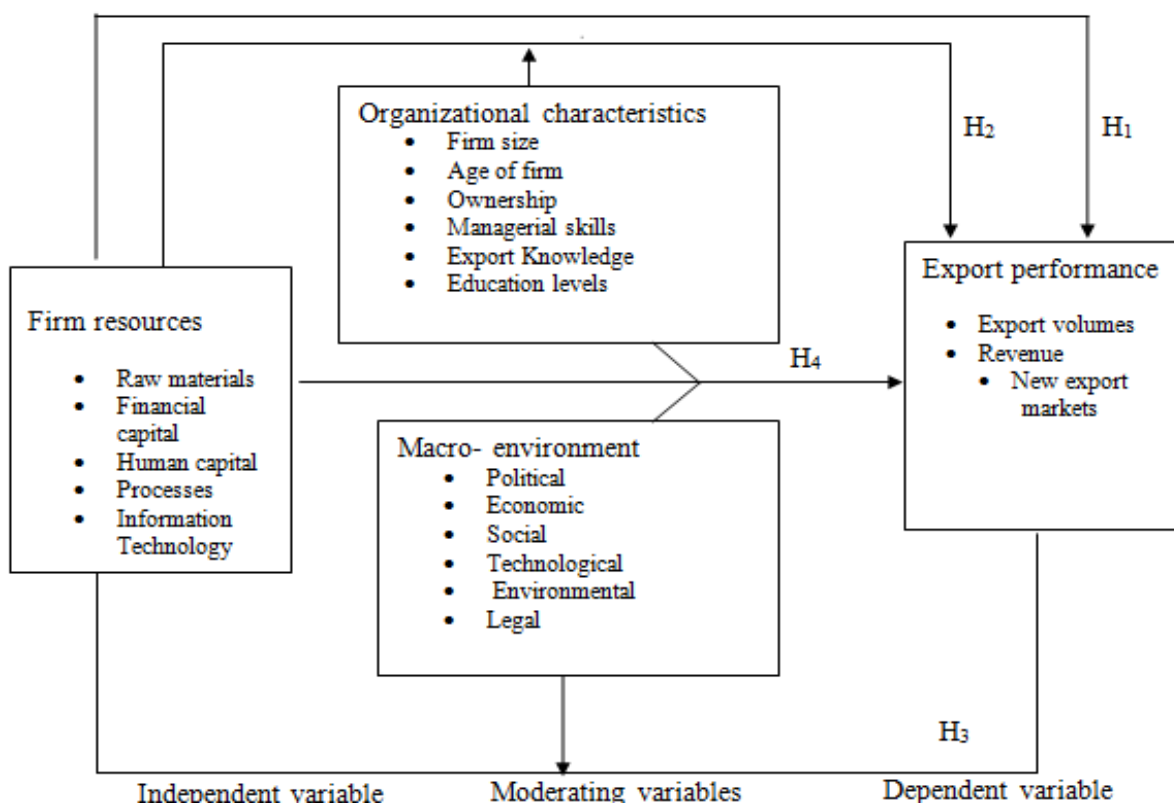 Organizational characteristics
• Firm size
• Age of firm
• Ownership
• Managerial skills
• Export Knowledge
• Education levels
H₂
H₁
Firm resources
• Raw materials
• Financial
capital
• Human capital
• Processes
• Information
Technology
H₄
Export performance
• Export volumes
• Revenue
• New export
markets
Macro- environment
• Political
• Economic
• Social
• Technological
• Environmental
• Legal
H₃
Independent variable
Moderating variables
Dependent variable